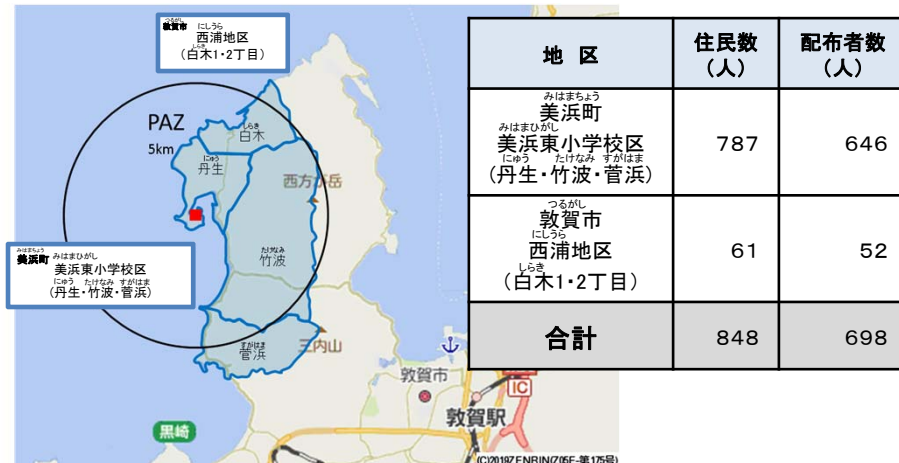 つるがし にしうら
敦賀市
西浦地区
しらき
(白木1・2丁目)
PAZ
5km
しらき
白木
にゅう
丹生
西方が岳
たけなみ
竹波
みはまちょう みはまひがし
美浜町
美浜東小学校区
にゅう たけなみ すがはま
(丹生・竹波・菅浜)
すがはま
菅浜
三内山
敦賀市
IC
敦賀駅
黒崎
(C)2019ZENRIN(Z05E-第175号)
地 区 住民数 配布者数
(人) (人)
みはまちょう
美浜町
みはまひがし
美浜東小学校区 787 646
にゅう たけなみ すがはま
(丹生・竹波・菅浜)
つるがし
敦賀市
にしうら
西浦地区 61 52
しらき
(白木1・2丁目)
合計 848 698